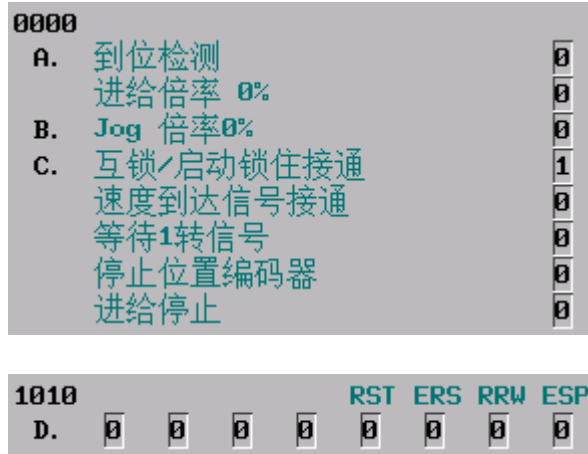 0000
A. 到位检测 0
进给倍率 0% 0
B. Jog 倍率0% 0
C. 互锁/启动锁住接通 1
速度到达信号接通 0
等待1转信号 0
停止位置编码器 0
进给停止 0
1010 RST ERS RRW ESP
D. 0 0 0 0 0 0 0 0